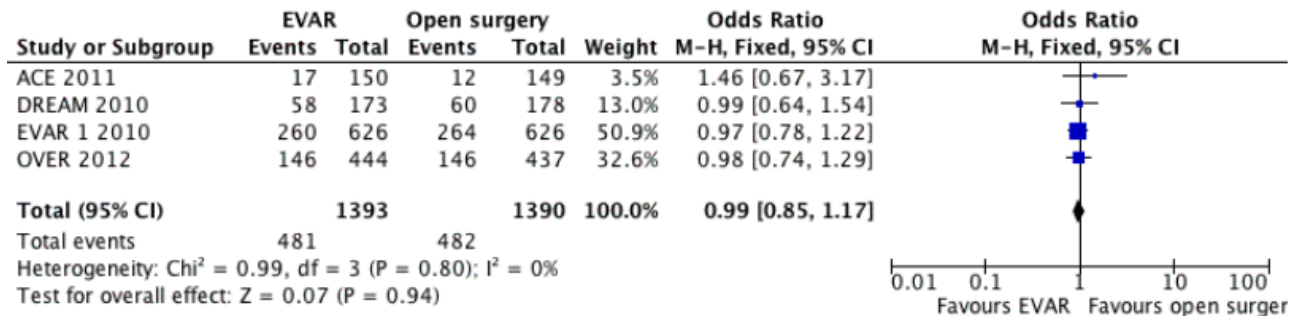 EVAR Open surgery Odds Ratio Odds Ratio
Study or Subgroup Events Total Events Total Weight M-H, Fixed, 95% CI M-H, Fixed, 95% CI
ACE 2011 17 150 12 149 3.5% 1.46 [0.67, 3.17]
DREAM 2010 58 173 60 178 13.0% 0.99 [0.64, 1.54]
EVAR 1 2010 260 626 264 626 50.9% 0.97 [0.78, 1.22]
OVER 2012 146 444 146 437 32.6% 0.98 [0.74, 1.29]
Total (95% CI) 1393 1390 100.0% 0.99 [0.85, 1.17]
Total events 481 482
Heterogeneity: Chi² = 0.99, df = 3 (P = 0.80); I² = 0%
Test for overall effect: Z = 0.07 (P = 0.94)
0.01 0.1 1 10 100
Favours EVAR Favours open surger